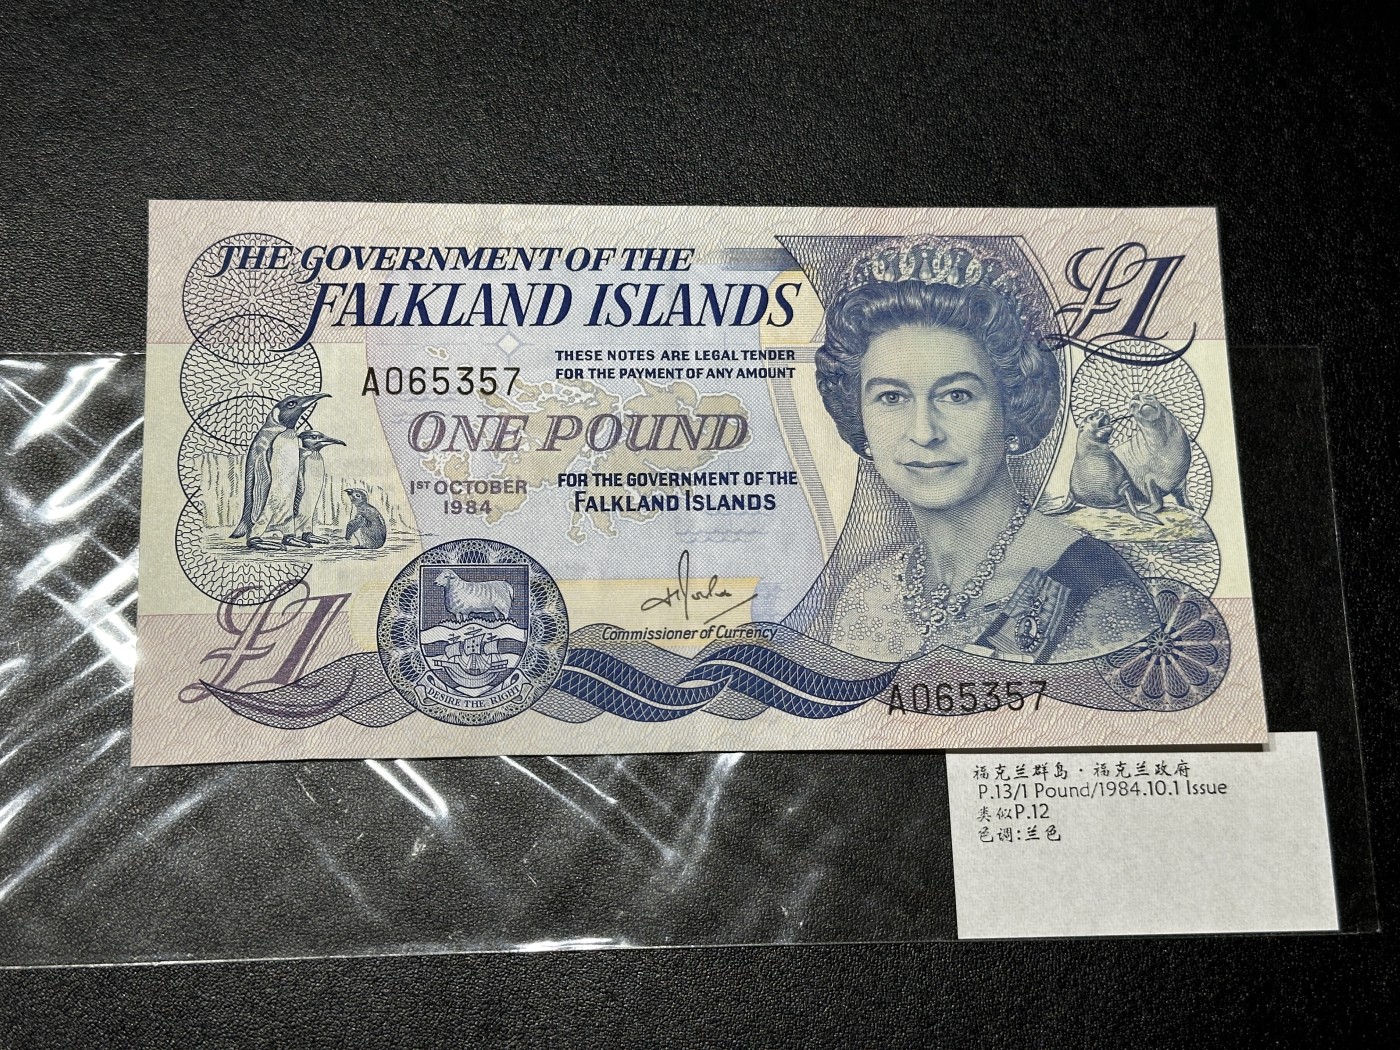 THE GOVERNMENT OF THE
FALKLAND ISLANDS
£1
THESE NOTES ARE LEGAL TENDER
FOR THE PAYMENT OF ANY AMOUNT
A065357
ONE POUND
1ST OCTOBER
1984
FOR THE GOVERNMENT OF THE
FALKLAND ISLANDS
£1
Commissioner of Currency
DESIRE THE RIGHT
A065357
福克兰群岛·福克兰政府
P.13/1 Pound/1984.10.1 Issue
类似P.12
色调:兰色